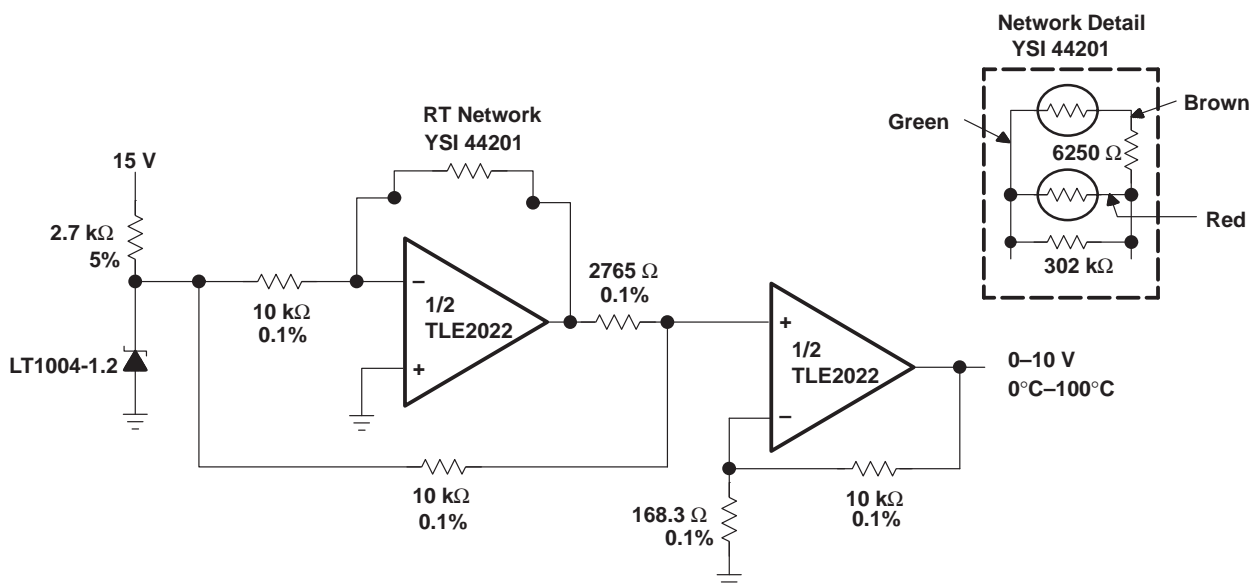 Network Detail
YSI 44201
Brown
Green
6250 Ω
Red
302 kΩ
RT Network
YSI 44201
15 V
2.7 kΩ
5%
10 kΩ
0.1%
−
1/2
TLE2022
+
2765 Ω
0.1%
LT1004-1.2
+
1/2
TLE2022
−
0–10 V
0°C–100°C
10 kΩ
0.1%
168.3 Ω
0.1%
10 kΩ
0.1%